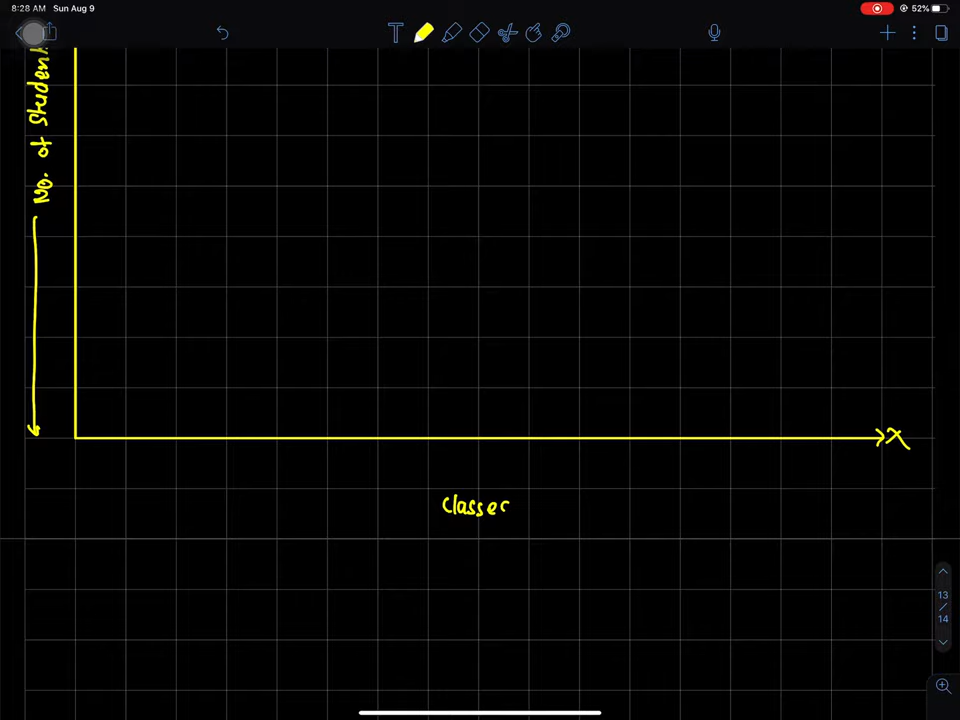 8:28 AM Sun Aug 9
52%
T
No. of Student
X
Classes
13
/
14